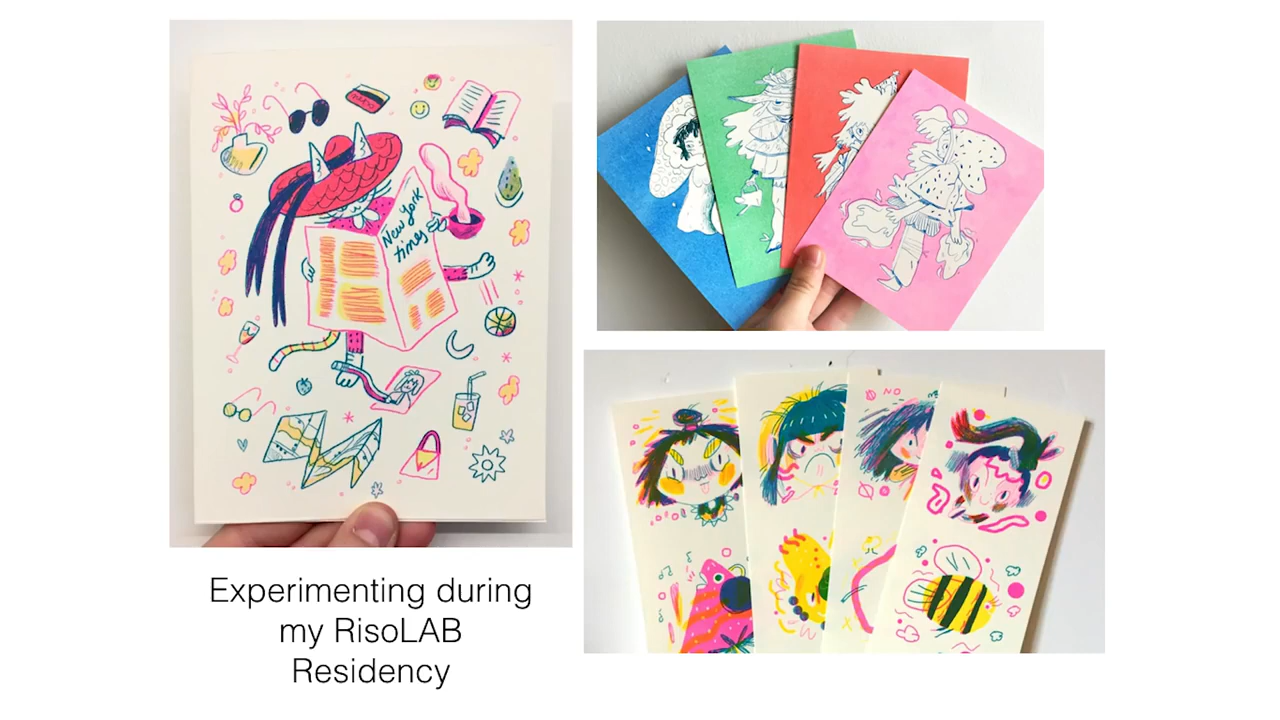 New York
times
NO
Experimenting during
my RisoLAB
Residency